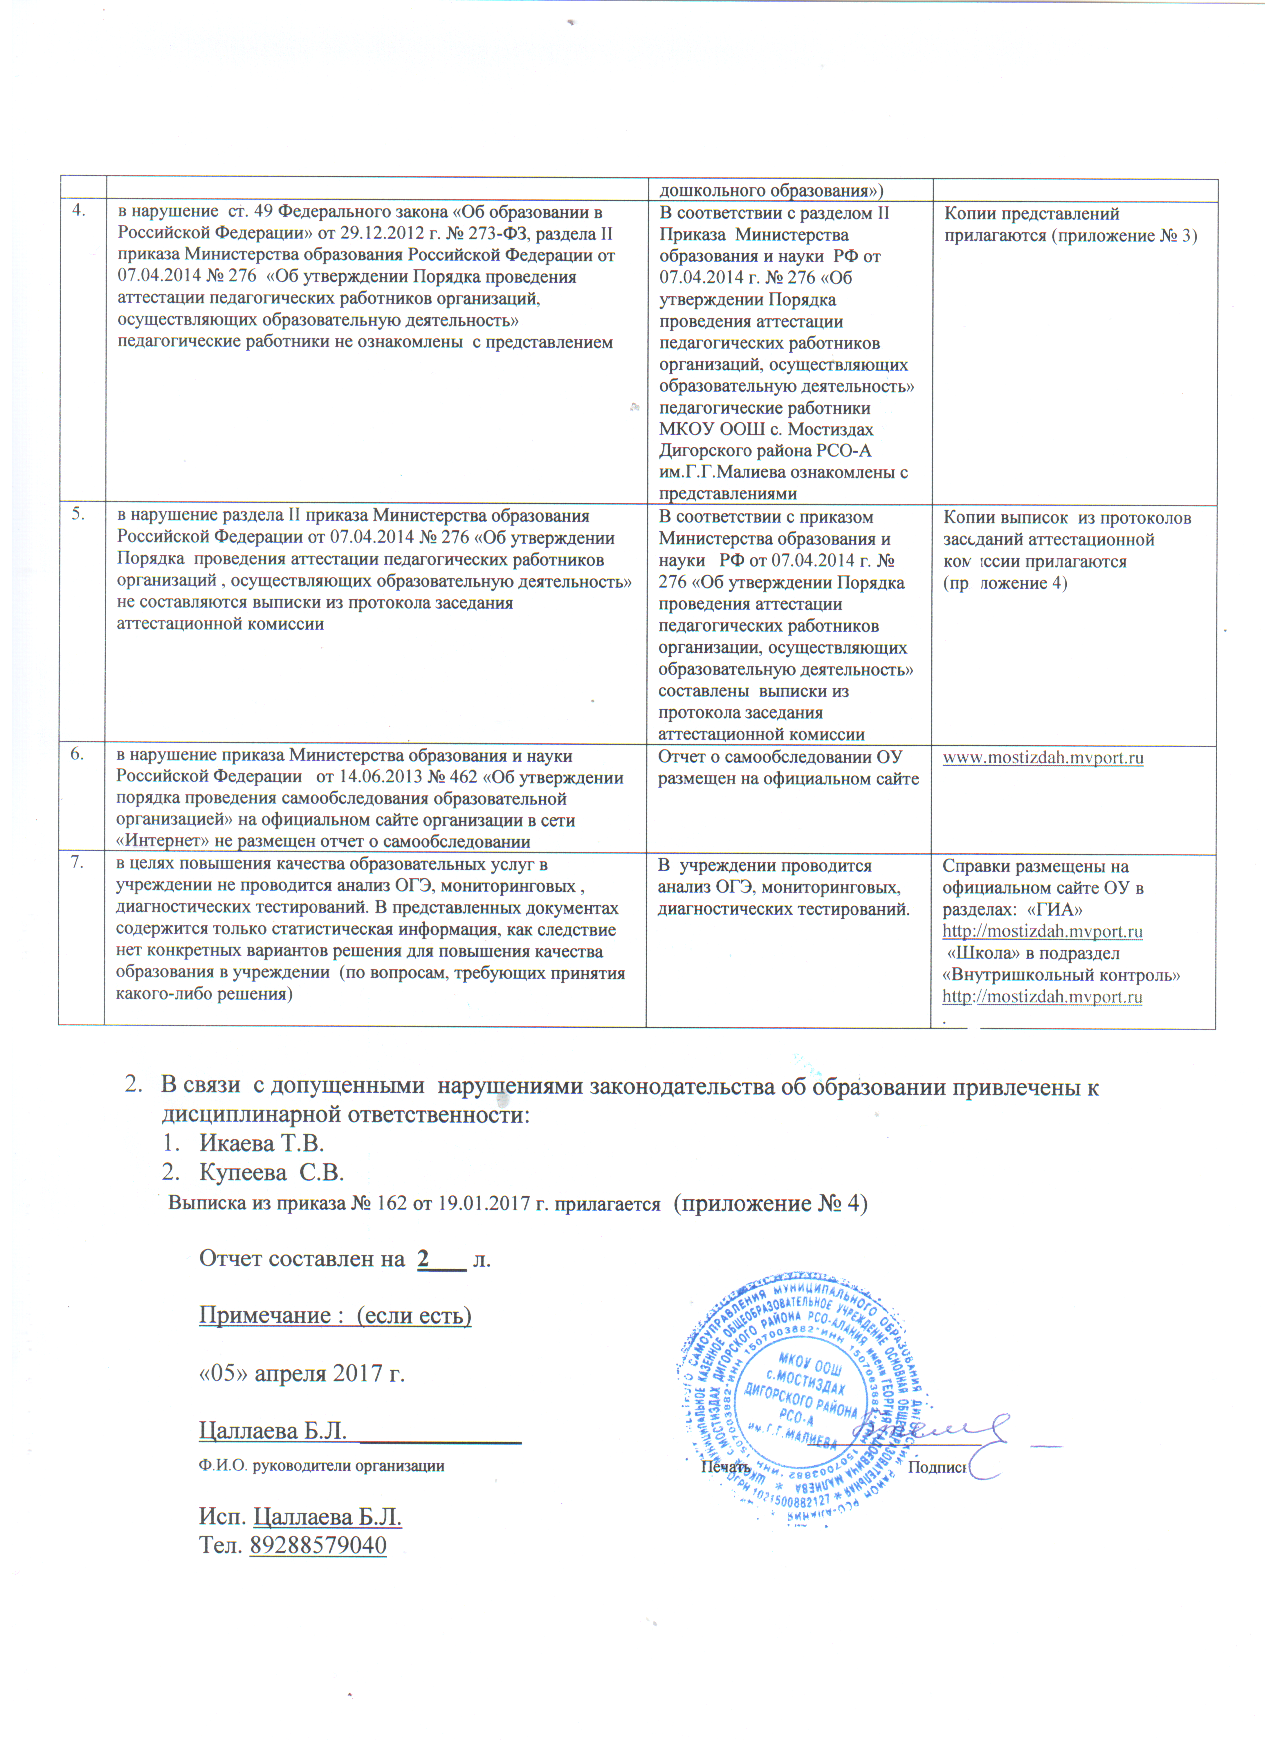 дошкольного образования»)
4.
в нарушение ст. 49 Федерального закона «Об образовании в
Российской Федерации» от 29.12.2012 г. № 273-ФЗ, раздела II
приказа Министерства образования Российской Федерации от
07.04.2014 № 276 «Об утверждении Порядка проведения
аттестации педагогических работников организаций,
осуществляющих образовательную деятельность»
педагогические работники не ознакомлены с представлением
В соответствии с разделом II
Приказа Министерства
образования и науки РФ от
07.04.2014 г. № 276 «Об
утверждении Порядка
проведения аттестации
педагогических работников
организаций, осуществляющих
образовательную деятельность»
педагогические работники
МКОУ ООШ с. Мостиздах
Дигорского района РСО-А
им.Г.Г.Малиева ознакомлены с
представлениями
Копии представлений
прилагаются (приложение № 3)
5.
в нарушение раздела II приказа Министерства образования
Российской Федерации от 07.04.2014 № 276 «Об утверждении
Порядка проведения аттестации педагогических работников
организаций , осуществляющих образовательную деятельность»
не составляются выписки из протокола заседания
аттестационной комиссии
В соответствии с приказом
Министерства образования и
науки РФ от 07.04.2014 г. №
276 «Об утверждении Порядка
проведения аттестации
педагогических работников
организации, осуществляющих
образовательную деятельность»
составлены выписки из
протокола заседания
аттестационной комиссии
Копии выписок из протоколов
заседаний аттестационной
комиссии прилагаются
(приложение 4)
6.
в нарушение приказа Министерства образования и науки
Российской Федерации от 14.06.2013 № 462 «Об утверждении
порядка проведения самообследования образовательной
организацией» на официальном сайте организации в сети
«Интернет» не размещен отчет о самообследовании
Отчет о самообследовании ОУ
размещен на официальном сайте
www.mostizdah.mvport.ru
7.
в целях повышения качества образовательных услуг в
учреждении не проводится анализ ОГЭ, мониторинговых ,
диагностических тестирований. В представленных документах
содержится только статистическая информация, как следствие
нет конкретных вариантов решения для повышения качества
образования в учреждении (по вопросам, требующих принятия
какого-либо решения)
В учреждении проводится
анализ ОГЭ, мониторинговых,
диагностических тестирований.
Справки размещены на
официальном сайте ОУ в
разделах: «ГИА»
http://mostizdah.mvport.ru
«Школа» в подраздел
«Внутришкольный контроль»
http://mostizdah.mvport.ru
.
2. В связи с допущенными нарушениями законодательства об образовании привлечены к
дисциплинарной ответственности:
1. Икаева Т.В.
2. Купеева С.В.
Выписка из приказа № 162 от 19.01.2017 г. прилагается (приложение № 4)
Отчет составлен на 2___ л.
Примечание : (если есть)
«05» апреля 2017 г.
Цаллаева Б.Л.
Ф.И.О. руководители организации
Печать
Подпись
МКОУ ООШ
с.МОСТИЗДАХ
ДИГОРСКОГО РАЙОНА
РСО-А
им. Г.Г.МАЛИЕВА
Исп. Цаллаева Б.Л.
Тел. 89288579040